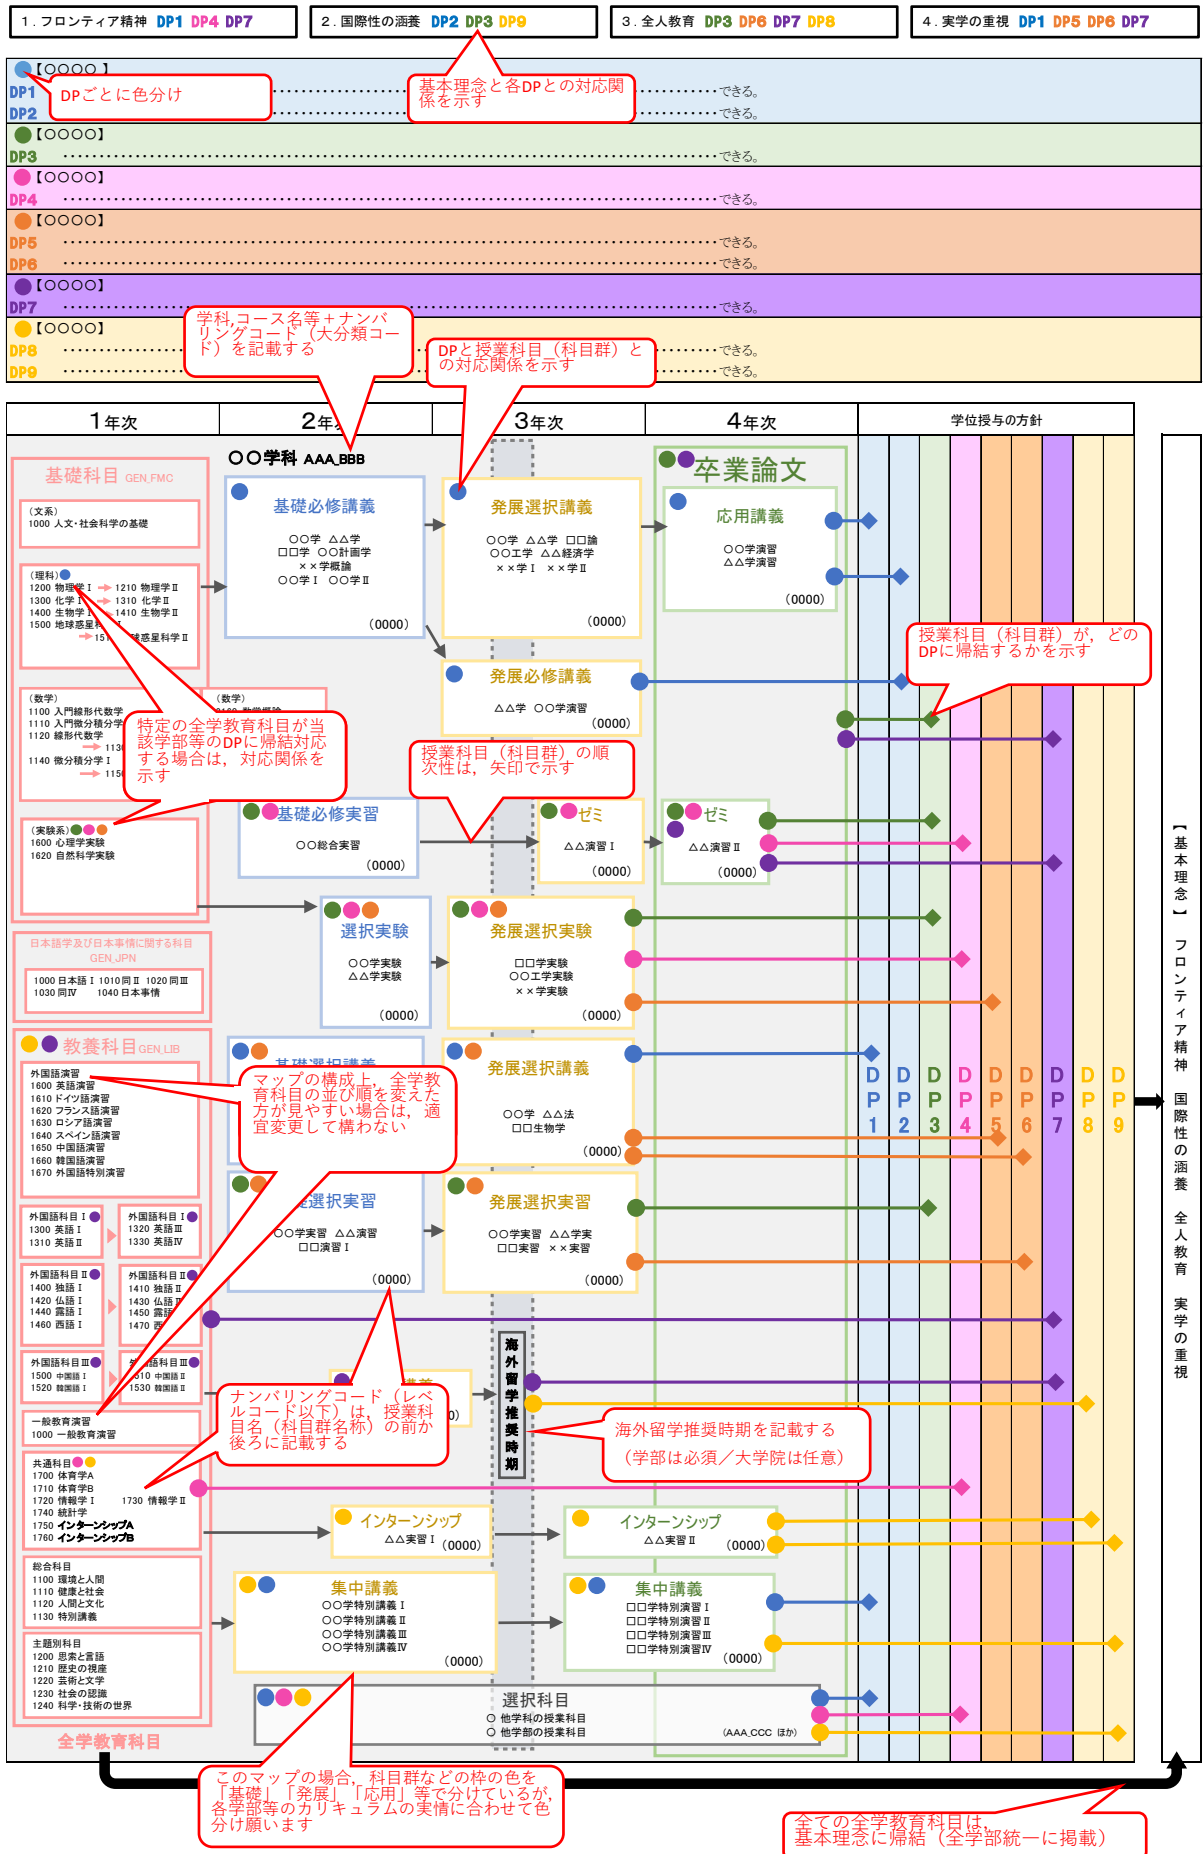 1．フロンティア精神 DP1 DP4 DP7
2．国際性の涵養 DP2 DP3 DP9
3．全人教育 DP3 DP6 DP7 DP8
4．実学の重視 DP1 DP5 DP6 DP7
【○○○○ 】
DP1 できる。
DP2 できる。
DPごとに色分け
基本理念と各DPとの対応関
係を示す
【○○○○】
DP3 できる。
【○○○○】
DP4 できる。
【○○○○】
DP5 できる。
DP6 できる。
【○○○○】
DP7 できる。
【○○○○】
DP8 できる。
DP9 できる。
学科,コース名等＋ナンバ
リングコード（大分類コー
ド）を記載する
DPと授業科目（科目群）と
の対応関係を示す
1年次
2年
3年次
4年次
学位授与の方針
○○学科 AAA_BBB
基礎科目 GEN_FMC
（文系）
1000 人文・社会科学の基礎
（理科）
1200 物理学Ⅰ 1210 物理学Ⅱ
1300 化学Ⅰ 1310 化学Ⅱ
1400 生物学Ⅰ 1410 生物学Ⅱ
1500 地球惑星科
球惑星科学Ⅱ
（数学）
1100 入門線形代数学
1110 入門微分積分学
1120 線形代数学
1140 微分積分学Ⅰ
（数学）
特定の全学教育科目が当
該学部等のDPに帰結対応
する場合は，対応関係を
示す
（実験系）
1600 心理学実験
1620 自然科学実験
基礎必修講義
○○学 △△学
□□学 ○○計画学
××学概論
○○学Ⅰ ○○学Ⅱ
(0000)
発展選択講義
○○学 △△学 □□論
○○工学 △△経済学
××学Ⅰ ××学Ⅱ
(0000)
卒業論文
応用講義
○○学演習
△△学演習
(0000)
発展必修講義
△△学 ○○学演習
(0000)
授業科目（科目群）が，どの
DPに帰結するかを示す
授業科目（科目群）の順
次性は，矢印で示す
基礎必修実習
○○総合実習
(0000)
ゼミ
△△演習Ⅰ
(0000)
ゼミ
△△演習Ⅱ
(0000)
選択実験
○○学実験
△△学実験
(0000)
発展選択実験
□□学実験
○○工学実験
××学実験
(0000)
日本語学及び日本事情に関する科目
GEN_JPN
1000 日本語Ⅰ 1010 同Ⅱ 1020 同Ⅲ
1030 同Ⅳ 1040 日本事情
教養科目 GEN_LIB
外国語演習
1600 英語演習
1610 ドイツ語演習
1620 フランス語演習
1630 ロシア語演習
1640 スペイン語演習
1650 中国語演習
1660 韓国語演習
1670 外国語特別演習
マップの構成上，全学教
育科目の並び順を変えた
方が見やすい場合は，適
宜変更して構わない
発展選択講義
○○学 △△法
□□生物学
(0000)
DP1
DP2
DP3
DP4
DP5
DP6
DP7
DP8
DP9
【基本理念】 フロンティア精神 国際性の涵養 全人教育 実学の重視
選択実習
○○学実習 △△演習
□□演習Ⅰ
(0000)
発展選択実習
○○学実習 △△学実
□□実習 ××実習
(0000)
外国語科目Ⅰ
1300 英語Ⅰ
1310 英語Ⅱ
外国語科目Ⅰ
1320 英語Ⅲ
1330 英語Ⅳ
外国語科目Ⅱ
1400 独語Ⅰ
1420 仏語Ⅰ
1440 露語Ⅰ
1460 西語Ⅰ
外国語科目Ⅱ
1410 独語Ⅱ
1430 仏語
1450 露語
1470 西
外国語科目Ⅲ
1500 中国語Ⅰ
1520 韓国語Ⅰ
外国語科目Ⅲ
510 中国語Ⅱ
1530 韓国語Ⅱ
海外留学推奨時期
ナンバリングコード（レベ
ルコード以下）は，授業科
目名（科目群名称）の前か
後ろに記載する
海外留学推奨時期を記載する
（学部は必須／大学院は任意）
一般教育演習
1000 一般教育演習
共通科目
1700 体育学A
1710 体育学B
1720 情報学Ⅰ 1730 情報学Ⅱ
1740 統計学
1750 インターンシップA
1760 インターンシップB
インターンシップ
△△実習Ⅰ (0000)
インターンシップ
△△実習Ⅱ (0000)
総合科目
1100 環境と人間
1110 健康と社会
1120 人間と文化
1130 特別講義
集中講義
○○学特別講義Ⅰ
○○学特別講義Ⅱ
○○学特別講義Ⅲ
○○学特別講義Ⅳ
(0000)
集中講義
□□学特別演習Ⅰ
□□学特別演習Ⅱ
□□学特別演習Ⅲ
□□学特別演習Ⅳ
(0000)
主題別科目
1200 思索と言語
1210 歴史の視座
1220 芸術と文学
1230 社会の認識
1240 科学・技術の世界
選択科目
○ 他学科の授業科目
○ 他学部の授業科目
(AAA_CCC ほか)
全学教育科目
このマップの場合，科目群などの枠の色を
「基礎」「発展」「応用」等で分けているが，
各学部等のカリキュラムの実情に合わせて色
分け願います
全ての全学教育科目は，
基本理念に帰結（全学部統一に掲載）